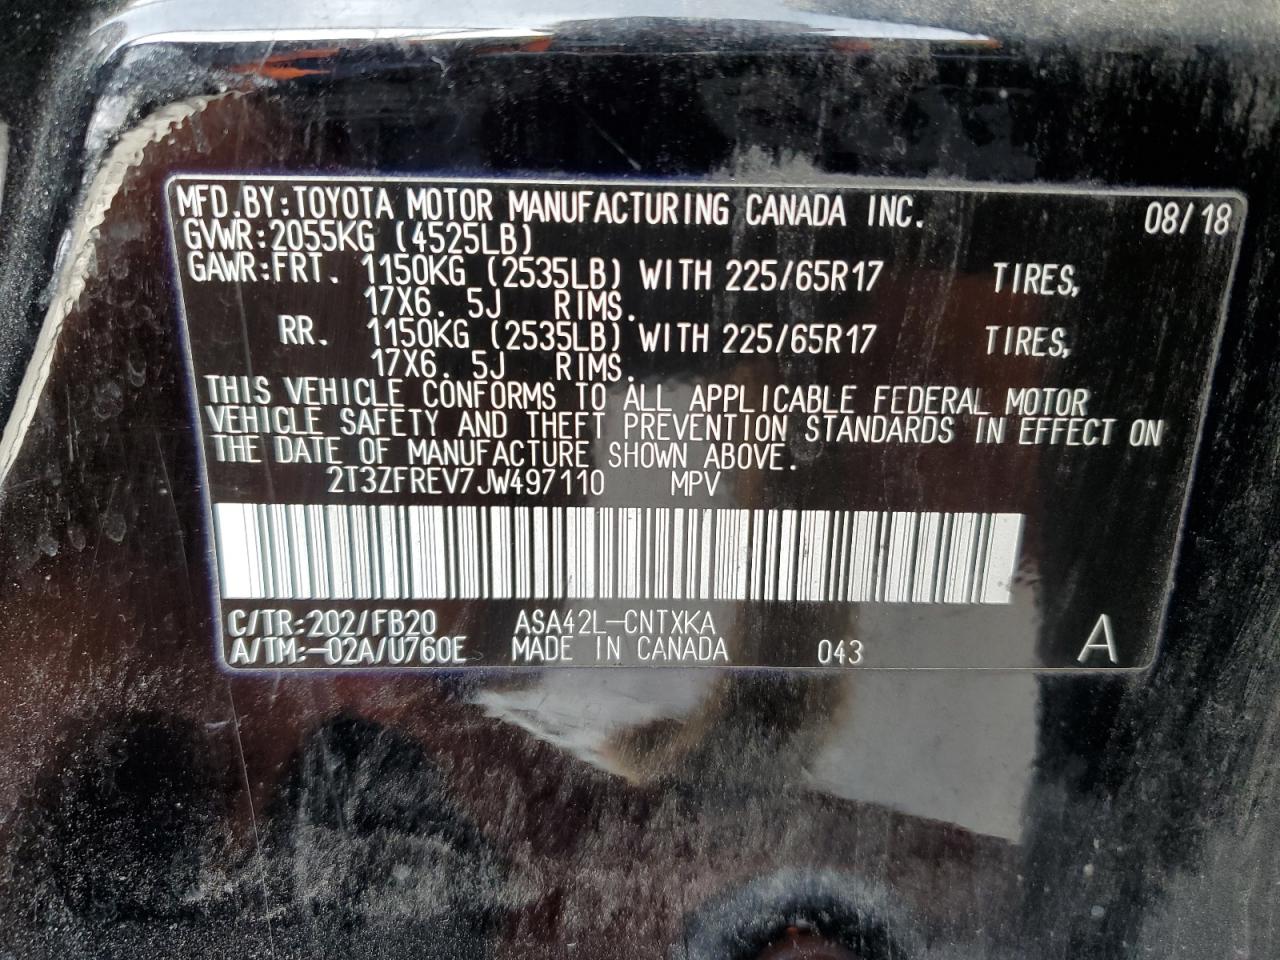 MFD.BY:TOYOTA MOTOR MANUFACTURING CANADA INC. 08/18
GVWR:2055KG (4525LB)
GAWR:FRT. 1150KG (2535LB) WITH 225/65R17 TIRES,
17X6. 5J RIMS.
RR. 1150KG (2535LB) WITH 225/65R17 TIRES,
17X6. 5J RIMS.
THIS VEHICLE CONFORMS TO ALL APPLICABLE FEDERAL MOTOR
VEHICLE SAFETY AND THEFT PREVENTION STANDARDS IN EFFECT ON
THE DATE OF MANUFACTURE SHOWN ABOVE.
2T3ZFREV7JW497110 MPV
C/TR:202/FB20 ASA42L-CNTXKA
A/TM:-02A/U760E MADE IN CANADA 043 A